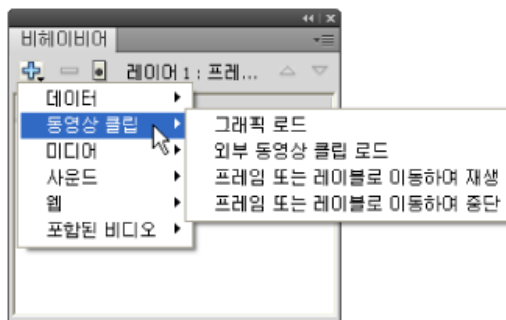 비헤이비어
레이어 1 : 프레...
데이터
동영상 클립
미디어
사운드
웹
포함된 비디오
그래픽 로드
외부 동영상 클립 로드
프레임 또는 레이블로 이동하여 재생
프레임 또는 레이블로 이동하여 중단